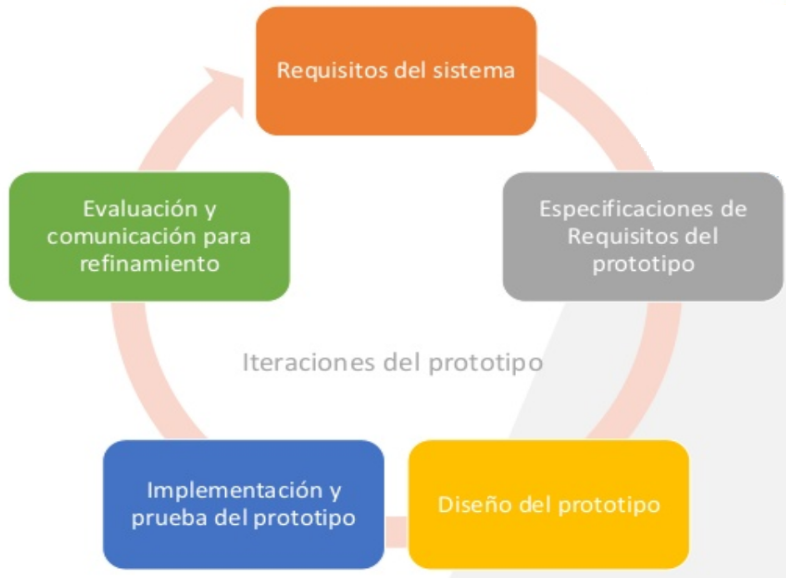 Requisitos del sistema
Especificaciones de
Requisitos del
prototipo
Evaluación y
comunicación para
refinamiento
Iteraciones del prototipo
Implementación y
prueba del prototipo
Diseño del prototipo